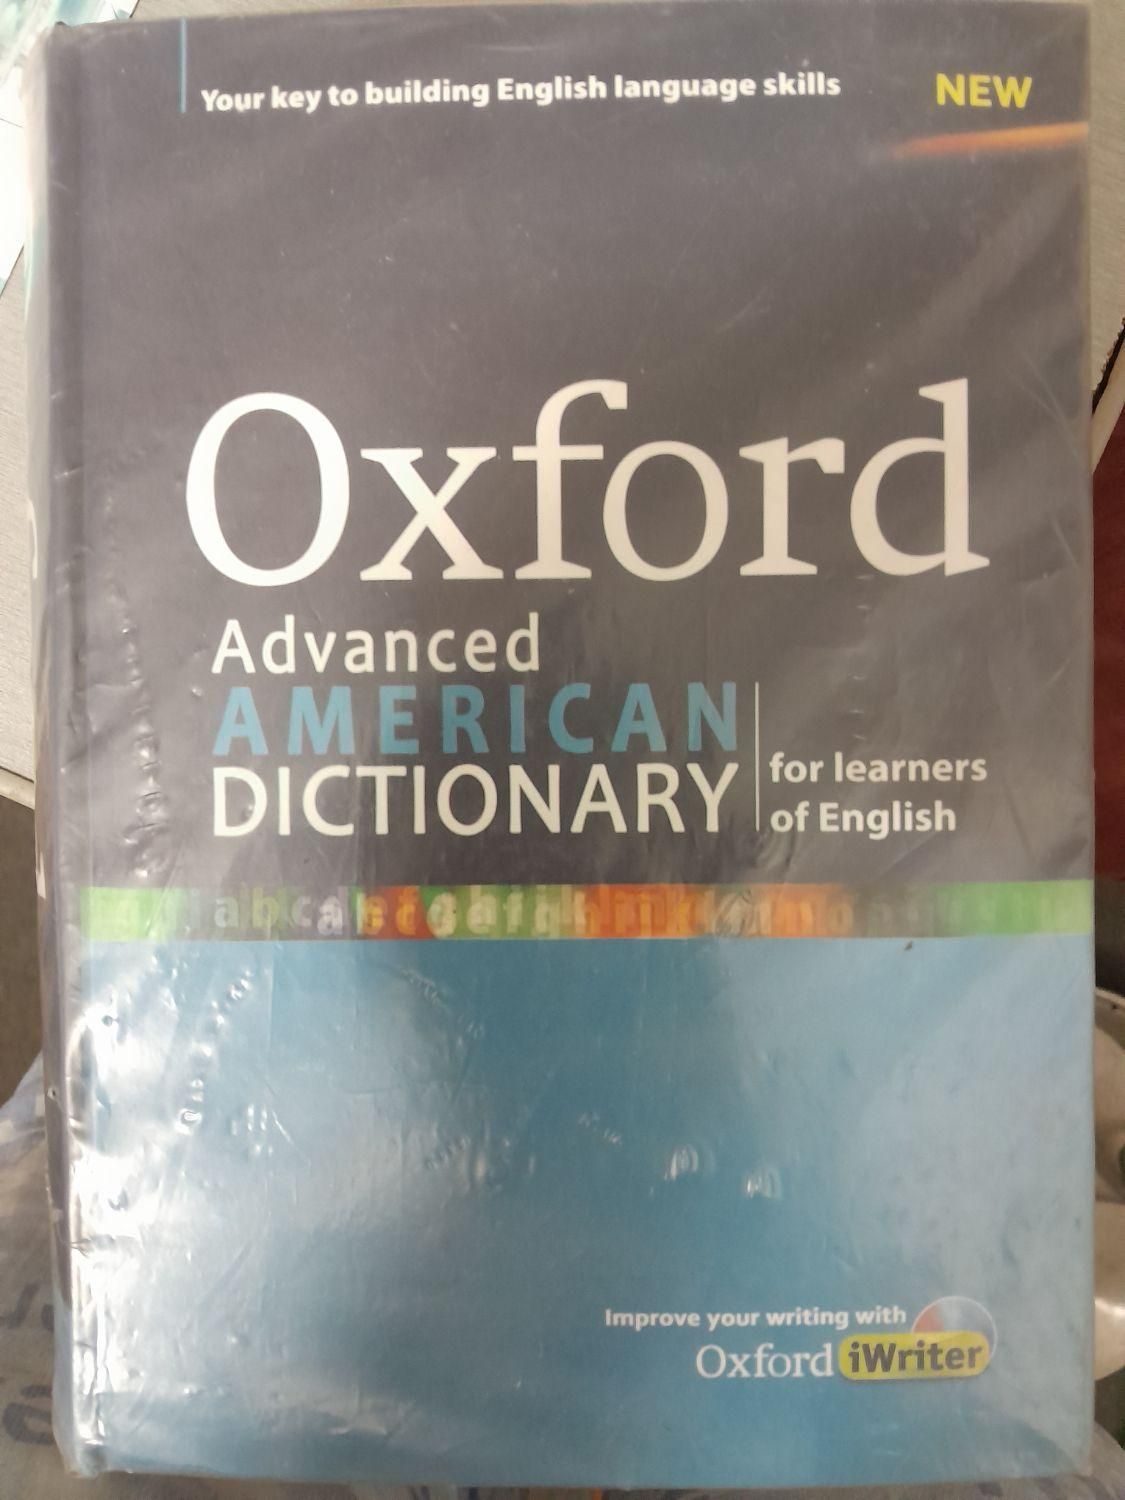 Your key to building English language skills
NEW
Oxford
Advanced
AMERICAN
DICTIONARY
for learners
of English
Improve your writing with
Oxford iWriter